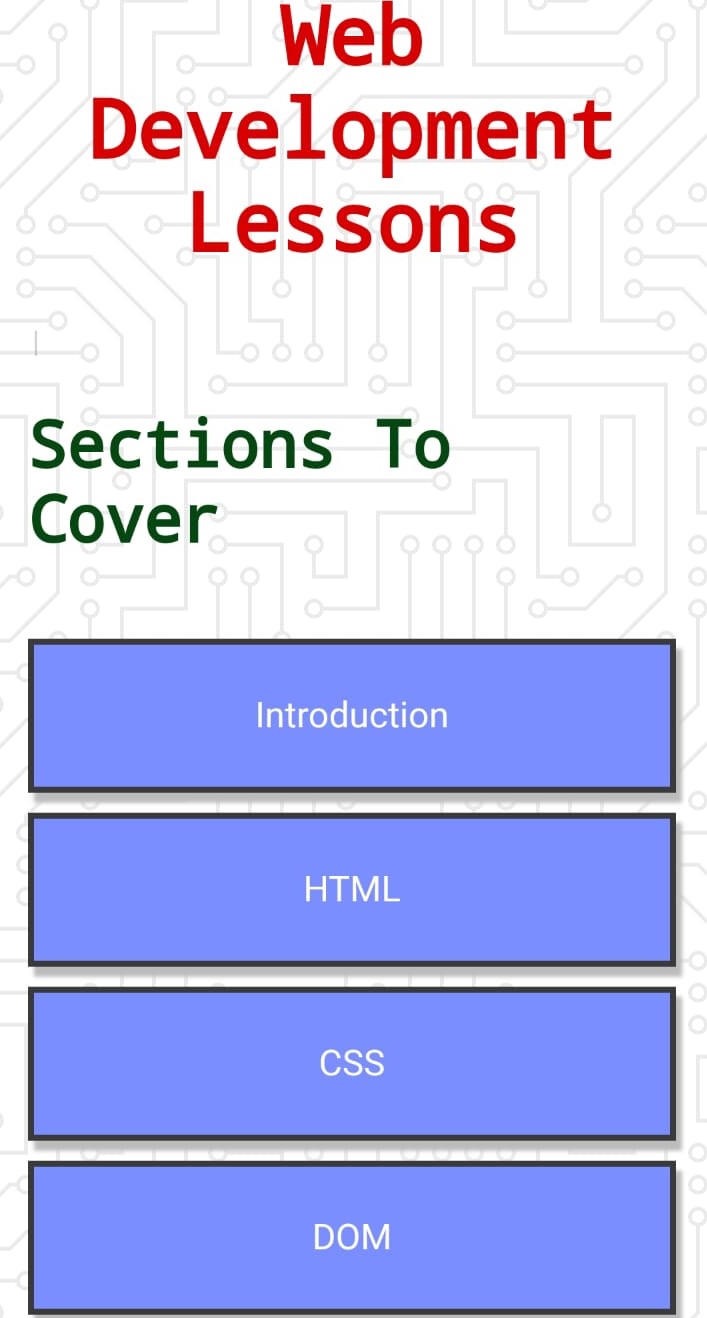 Web
Development
Lessons
Sections To
Cover
Introduction
HTML
CSS
DOM